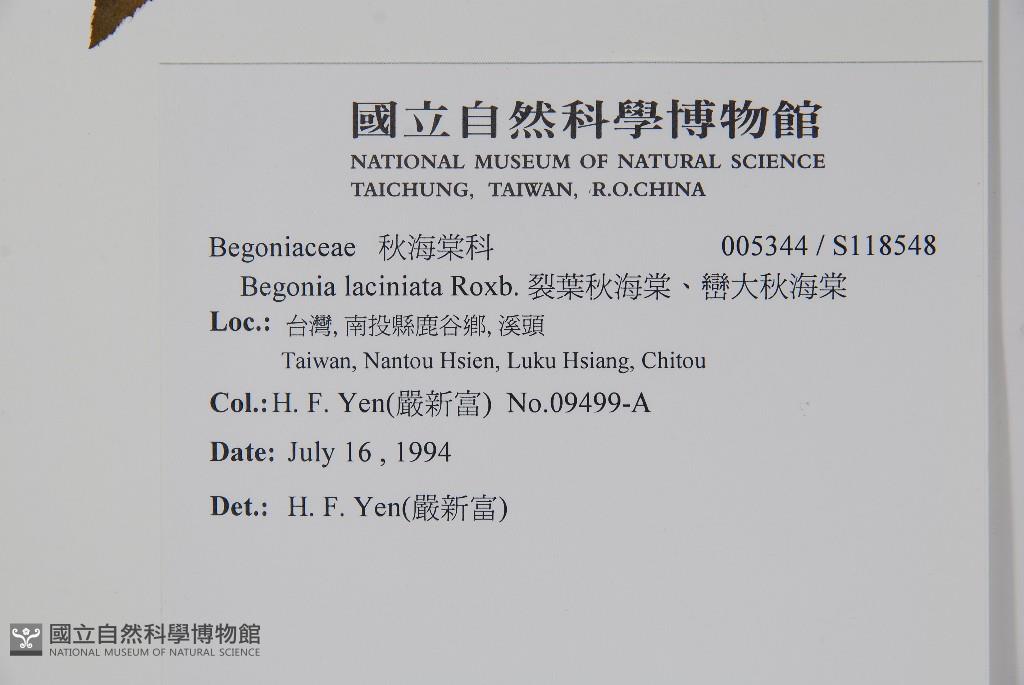 國立自然科學博物館
NATIONAL MUSEUM OF NATURAL SCIENCE
TAICHUNG, TAIWAN, R.O.CHINA
Begoniaceae 秋海棠科 005344 / S118548
Begonia laciniata Roxb. 裂葉秋海棠、巒大秋海棠
Loc.: 台灣, 南投縣鹿谷鄉, 溪頭
Taiwan, Nantou Hsien, Luku Hsiang, Chitou
Col.: H. F. Yen(嚴新富) No.09499-A
Date: July 16 , 1994
Det.: H. F. Yen(嚴新富)
國立自然科學博物館
NATIONAL MUSEUM OF NATURAL SCIENCE